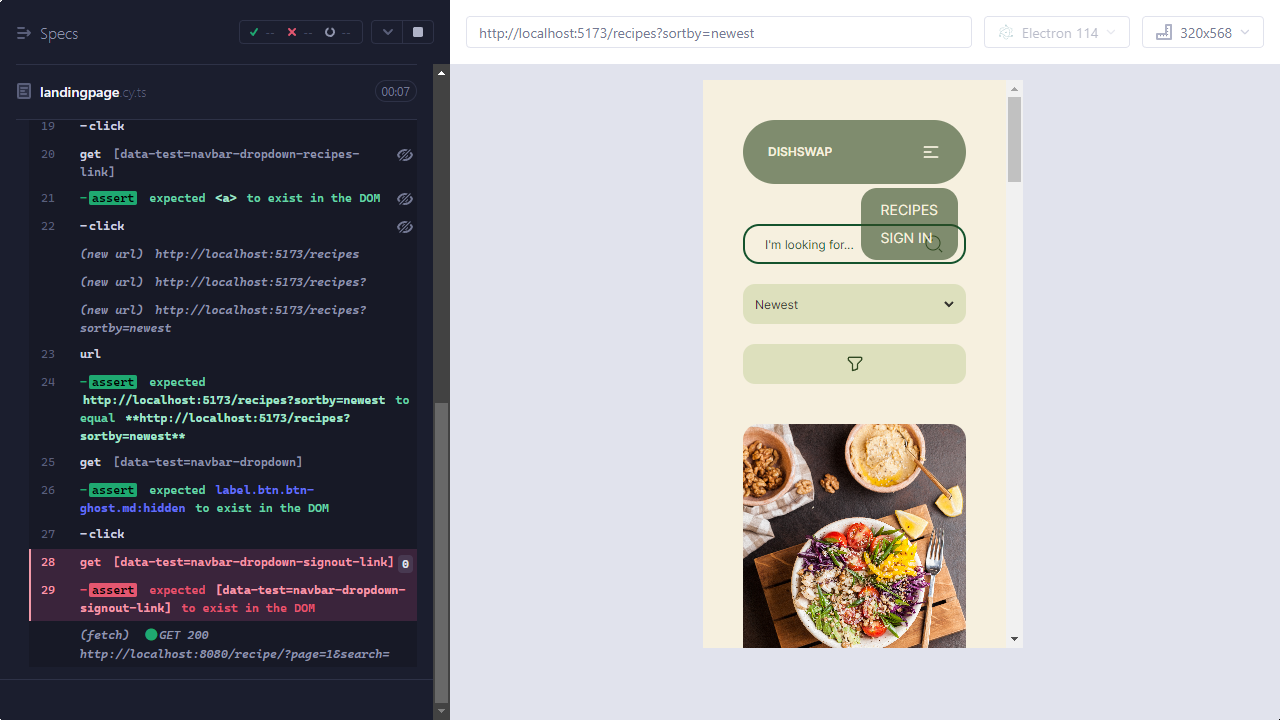 Specs
--
--
--
landingpage.cy.ts
00:07
19 -click
20 get [data-test=navbar-dropdown-recipes-
link]
21 -assert expected <a> to exist in the DOM
22 -click
(new url) http://localhost:5173/recipes
(new url) http://localhost:5173/recipes?
(new url) http://localhost:5173/recipes?
sortby=newest
23 url
24 -assert expected
http://localhost:5173/recipes?sortby=newest to
equal **http://localhost:5173/recipes?
sortby=newest**
25 get [data-test=navbar-dropdown]
26 -assert expected label.btn.btn-
ghost.md:hidden to exist in the DOM
27 -click
28 get [data-test=navbar-dropdown-signout-link] 0
29 -assert expected [data-test=navbar-dropdown-
signout-link] to exist in the DOM
(fetch) GET 200
http://localhost:8080/recipe/?page=1&search=
http://localhost:5173/recipes?sortby=newest
Electron 114
320x568
DISHSWAP
RECIPES
SIGN IN
I'm looking for...
Newest